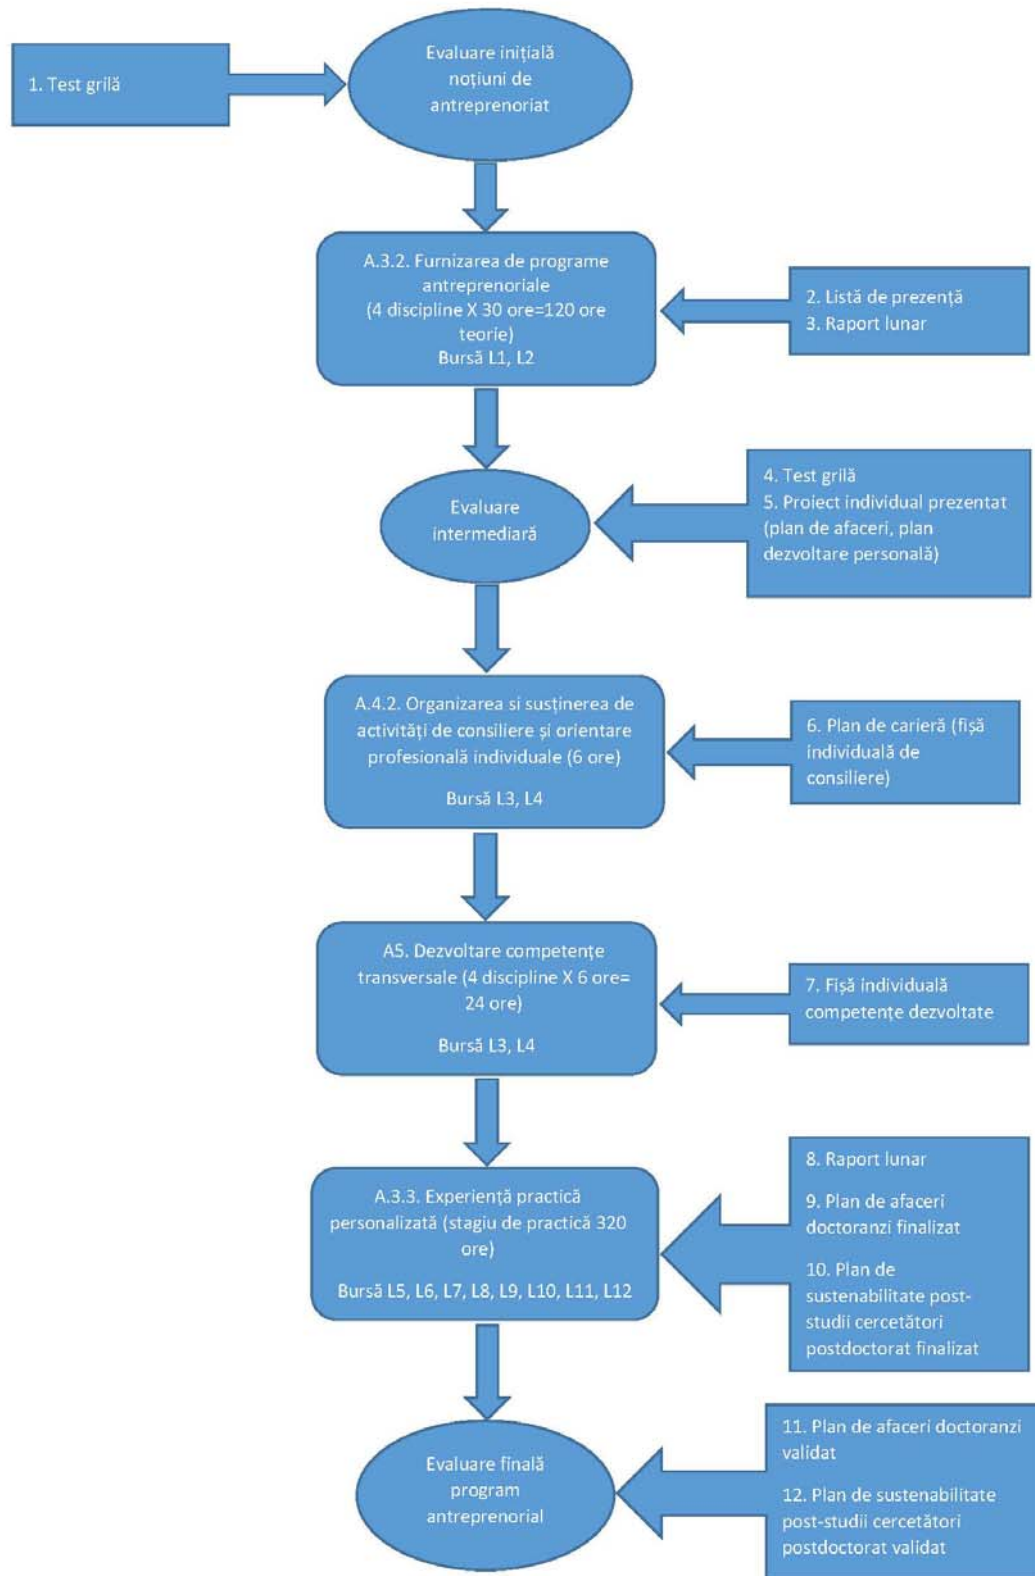 1. Test grilă
Evaluare inițială
noțiuni de
antreprenoriat
A.3.2. Furnizarea de programe
antreprenoriale
(4 discipline X 30 ore=120 ore
teorie)
Bursă L1, L2
2. Listă de prezență
3. Raport lunar
Evaluare
intermediară
4. Test grilă
5. Proiect individual prezentat
(plan de afaceri, plan
dezvoltare personală)
A.4.2. Organizarea si susținerea de
activități de consiliere și orientare
profesională individuale (6 ore)
Bursă L3, L4
6. Plan de carieră (fișă
individuală de
consiliere)
A5. Dezvoltare competențe
transversale (4 discipline X 6 ore=
24 ore)
Bursă L3, L4
7. Fișă individuală
competențe dezvoltate
A.3.3. Experiență practică
personalizată (stagiu de practică 320
ore)
Bursă L5, L6, L7, L8, L9, L10, L11, L12
8. Raport lunar
9. Plan de afaceri
doctoranzi finalizat
10. Plan de
sustenabilitate post-
studii cercetători
postdoctorat finalizat
Evaluare finală
program
antreprenorial
11. Plan de afaceri doctoranzi
validat
12. Plan de sustenabilitate
post-studii cercetători
postdoctorat validat